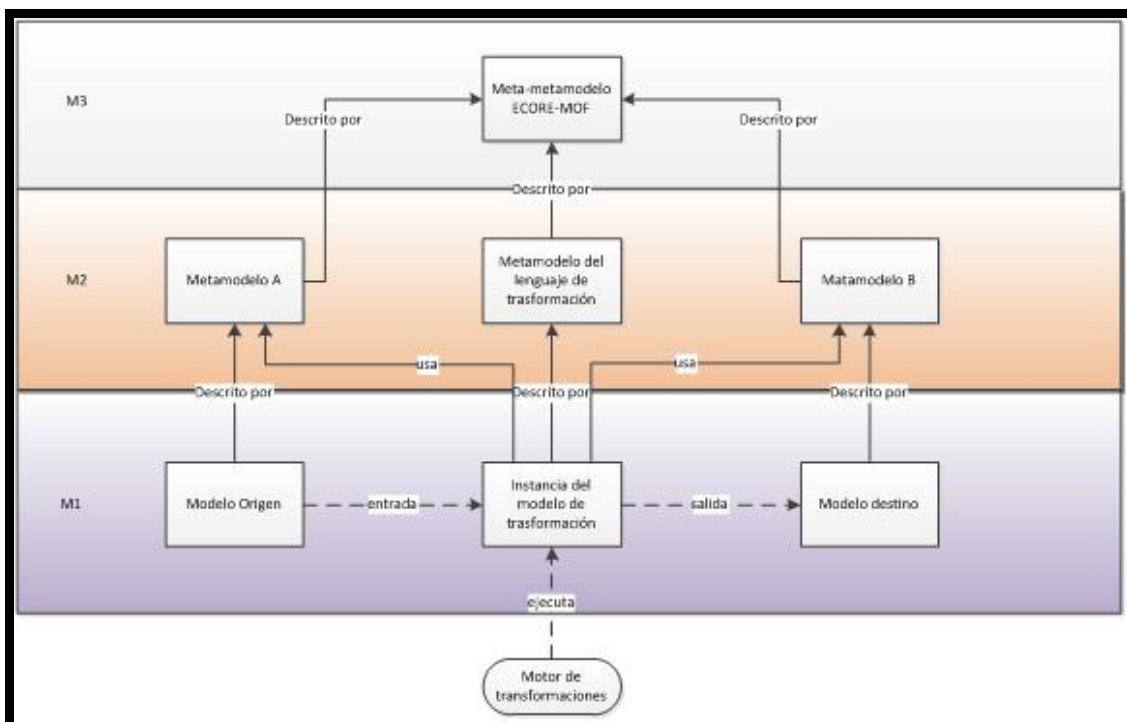 Meta-metamodelo
ECORE-MOF
M3
Descrito por
Descrito por
Descrito por
M2
Metamodelo A
Metamodelo del
lenguaje de
trasformación
Matamodelo B
usa
usa
Descrito por
Descrito por
Descrito por
M1
Modelo Origen
entrada
Instancia del
modelo de
trasformación
salida
Modelo destino
ejecuta
Motor de
transformaciones